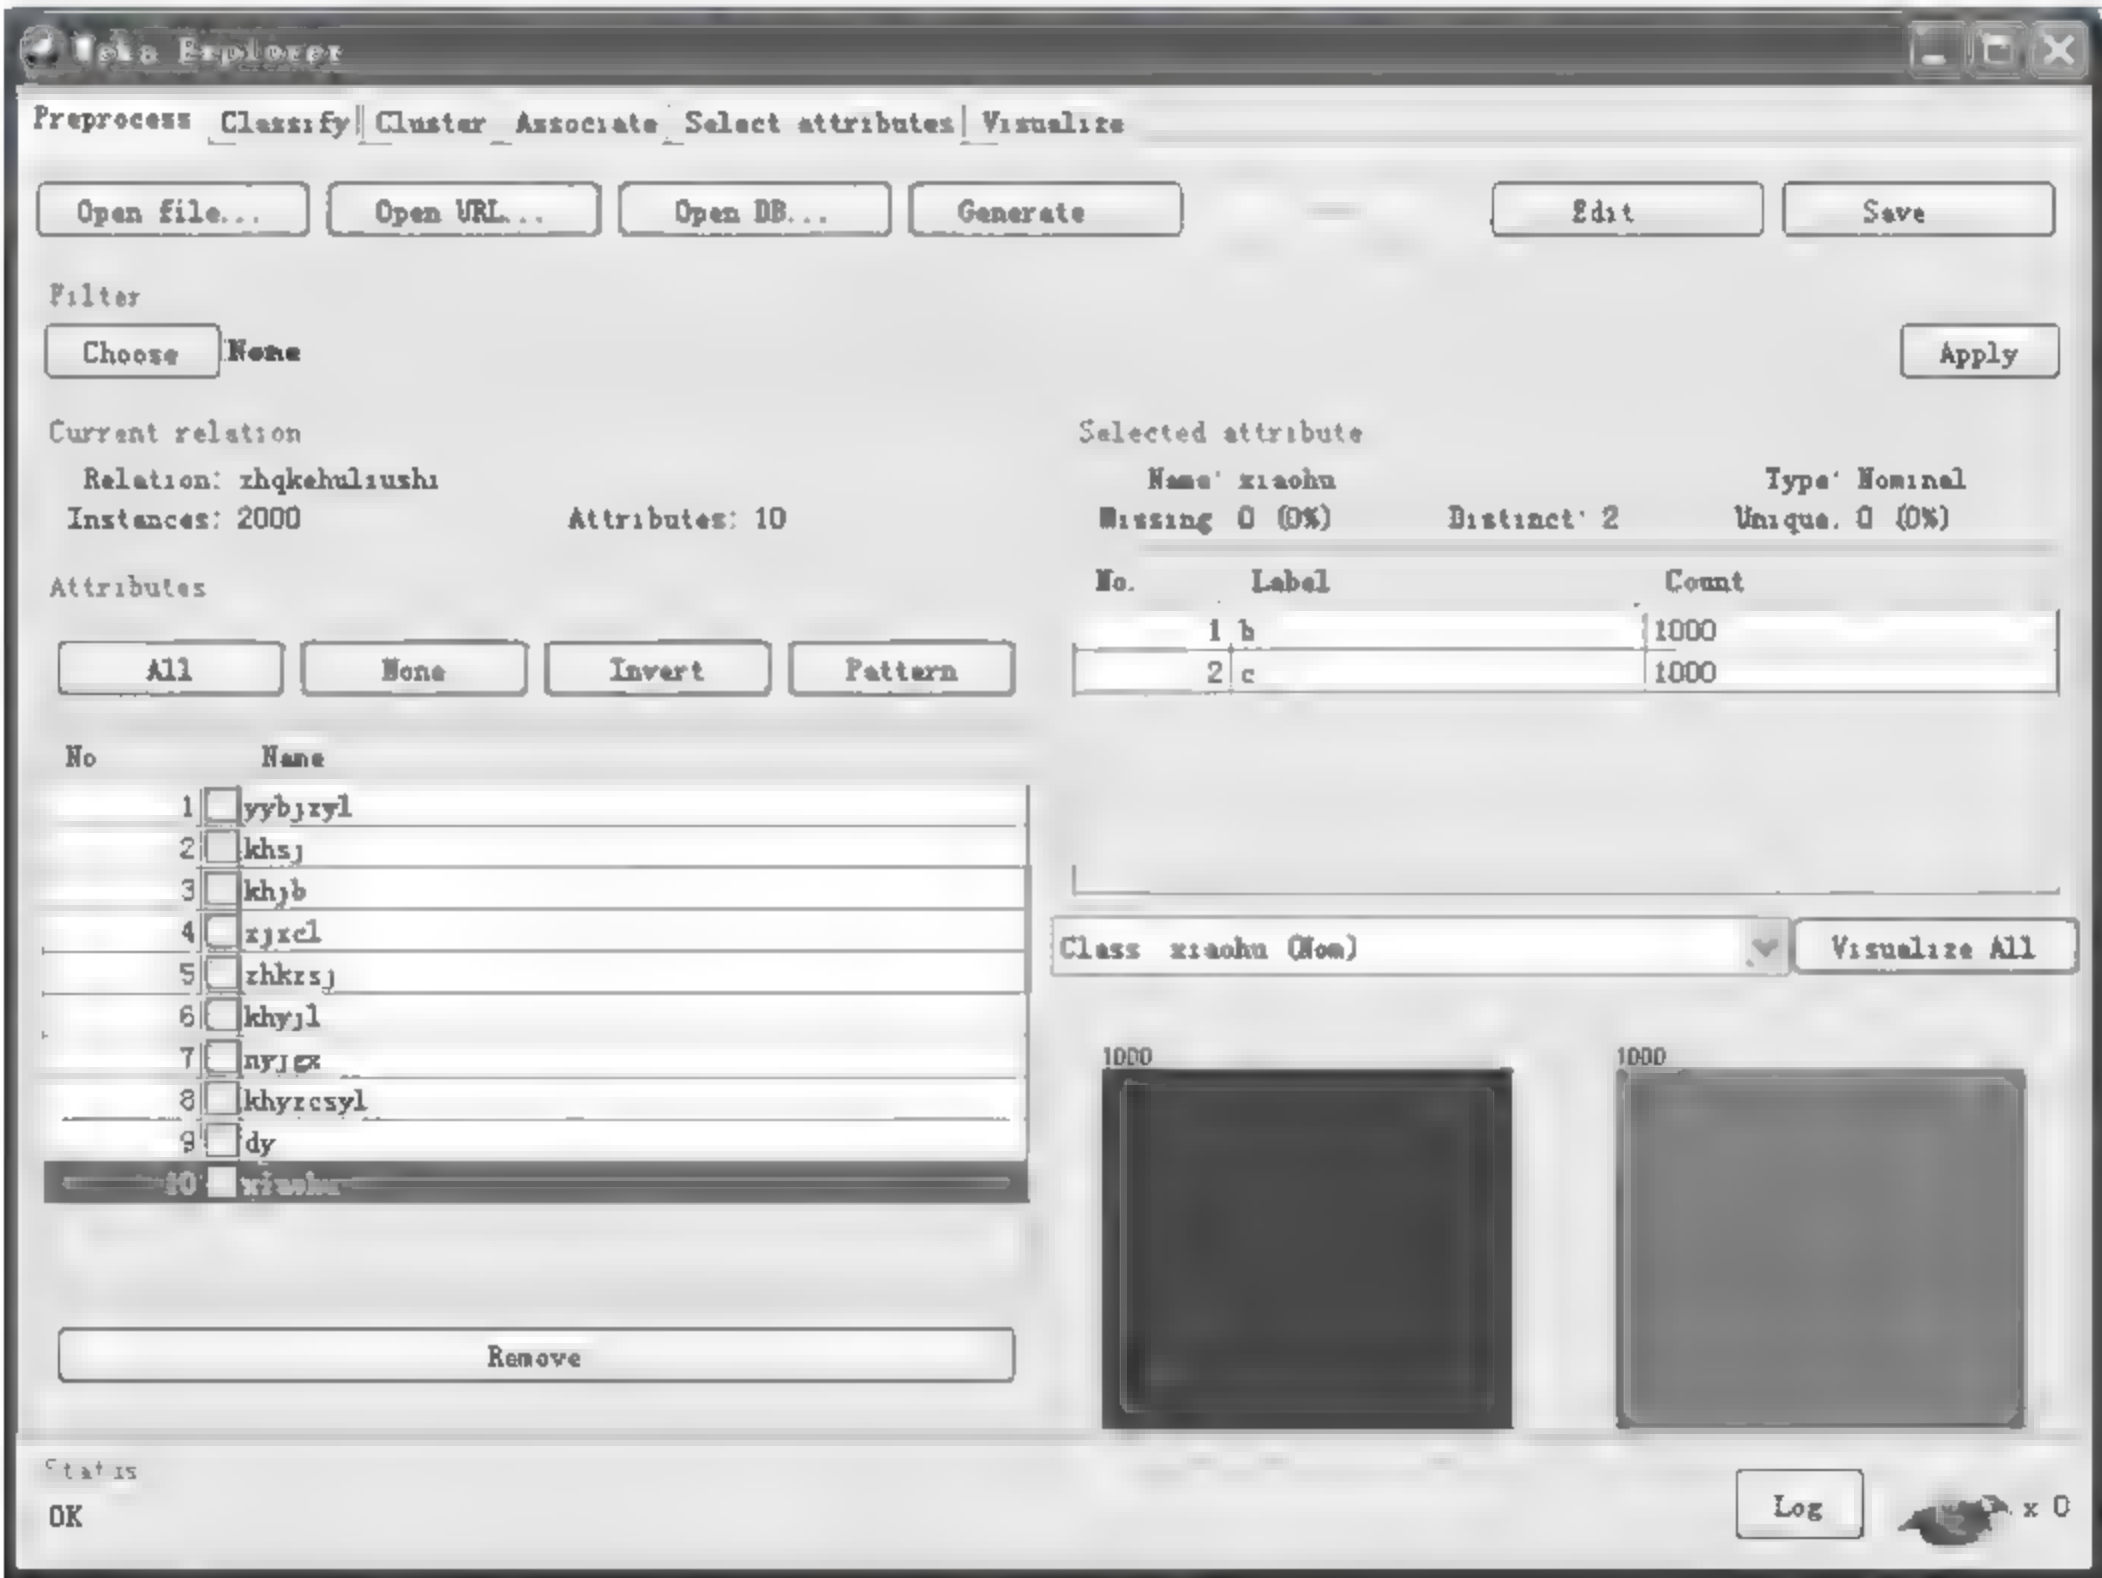 Weka Explorer
Preprocess Classify Cluster Associate Select attributes Visualize
Open file... Open URL... Open DB... Generate Edit Save
Filter
Choose None Apply
Current relation
Relation: zhqkehuliushi
Instances: 2000 Attributes: 10
Selected attribute
Name: xiaohu Type: Nominal
Missing: 0 (0%) Distinct: 2 Unique: 0 (0%)
No. Label Count
1 b 1000
2 c 1000
Attributes
All None Invert Pattern
No. Name
1 yybjzyl
2 khsj
3 khjb
4 zjxcl
5 zhkzsj
6 khyjl
7 nyjgx
8 khyzcsyl
9 dy
10 xiaohu
Remove
Class: xiaohu (Nom) Visualize All
1000 1000
Status
OK
Log x 0